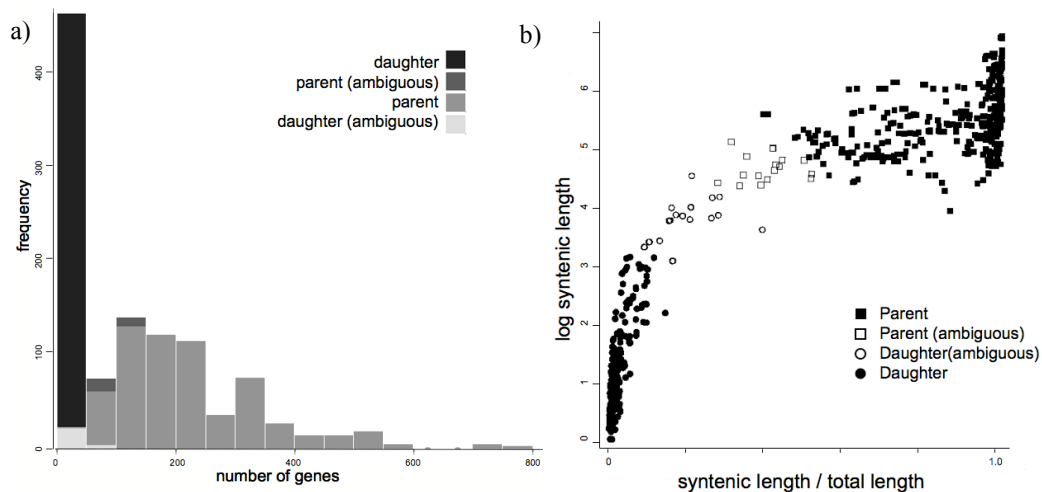 a)
daughter
parent (ambiguous)
parent
daughter (ambiguous)
frequency
400
300
200
100
0
0
200
400
600
800
number of genes
b)
log syntenic length
6
5
4
3
2
1
0
Parent
Parent (ambiguous)
Daughter(ambiguous)
Daughter
0
1.0
syntenic length / total length